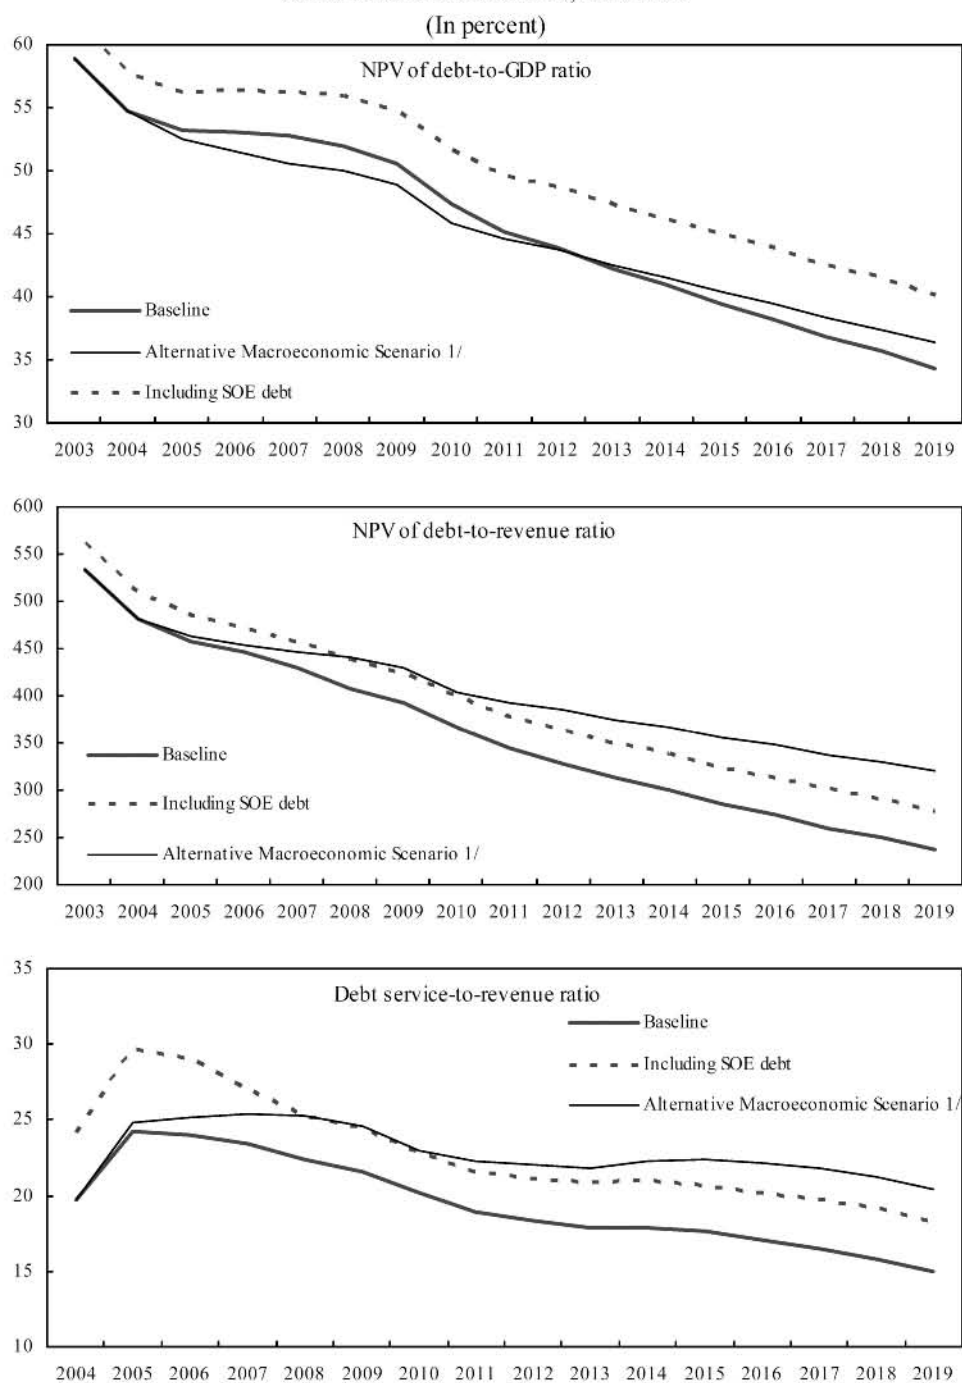 (In percent)
NPV of debt-to-GDP ratio
60
55
50
45
40
35
30
Baseline
Alternative Macroeconomic Scenario 1/
Including SOE debt
2003 2004 2005 2006 2007 2008 2009 2010 2011 2012 2013 2014 2015 2016 2017 2018 2019
NPV of debt-to-revenue ratio
600
550
500
450
400
350
300
250
200
Baseline
Including SOE debt
Alternative Macroeconomic Scenario 1/
2003 2004 2005 2006 2007 2008 2009 2010 2011 2012 2013 2014 2015 2016 2017 2018 2019
Debt service-to-revenue ratio
35
30
25
20
15
10
Baseline
Including SOE debt
Alternative Macroeconomic Scenario 1/
2004 2005 2006 2007 2008 2009 2010 2011 2012 2013 2014 2015 2016 2017 2018 2019